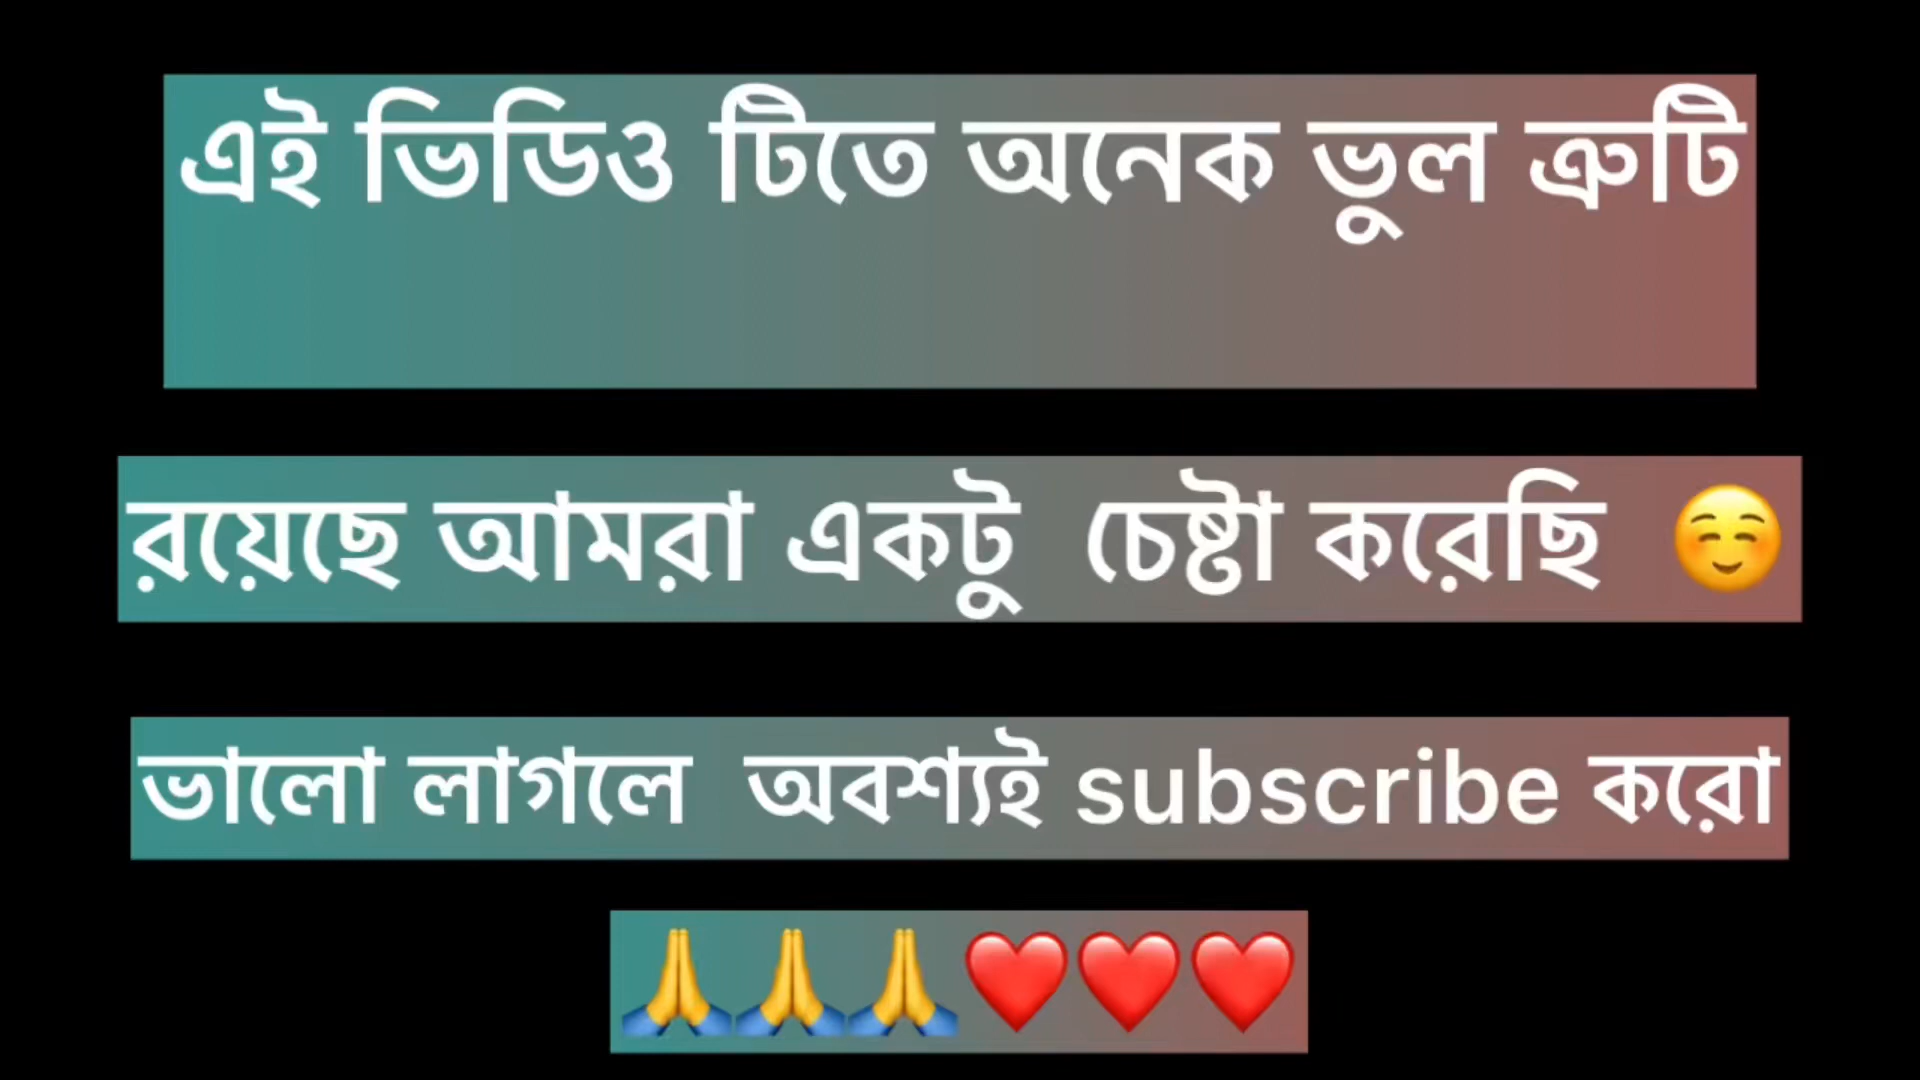 এই ভিডিও টিতে অনেক ভুল ত্রুটি
রয়েছে আমরা একটু চেষ্টা করেছি ☺️
ভালো লাগলে অবশ্যই subscribe করো
🙏🙏🙏❤️❤️❤️